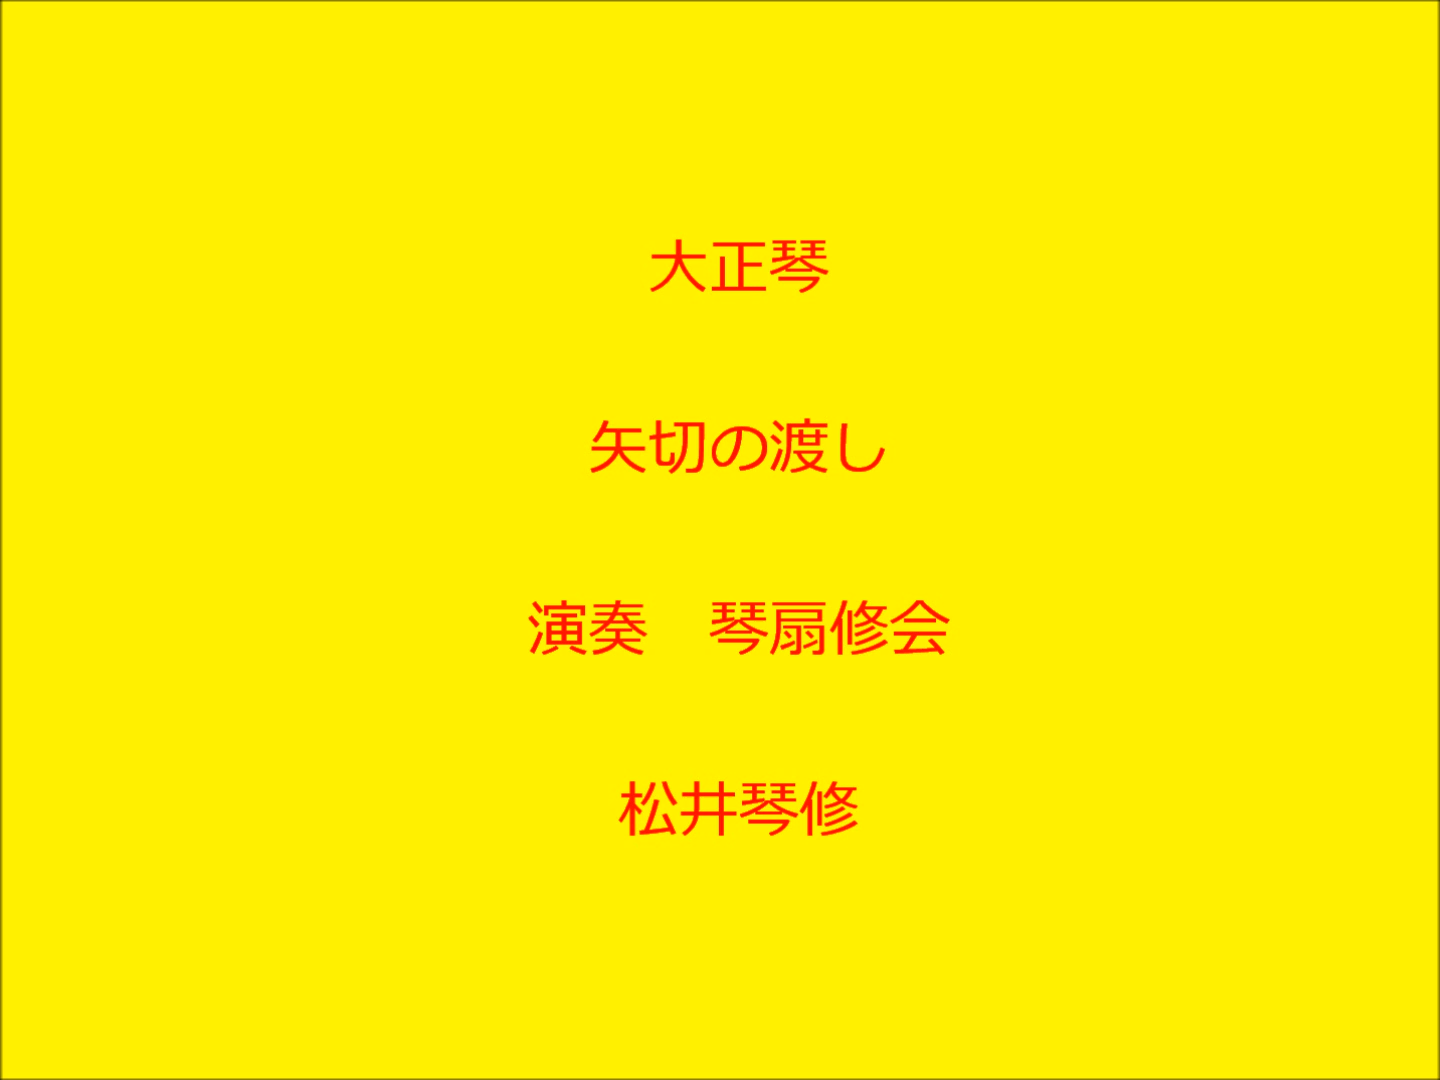 大正琴
矢切の渡し
演奏　琴扇修会
松井琴修